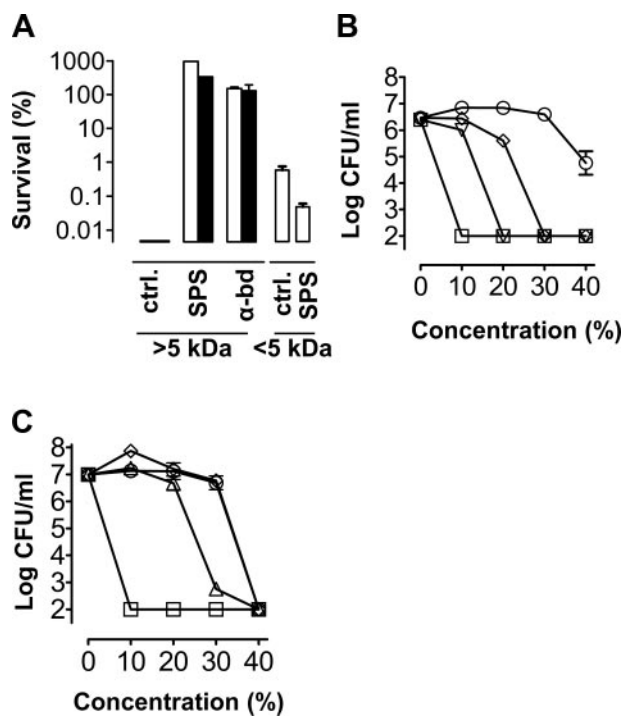 A
Survival (%)
1000
100
10
1
0.1
0.01
ctrl.
SPS
α-bd
ctrl.
SPS
>5 kDa
<5 kDa
B
Log CFU/ml
8
7
6
5
4
3
2
0 10 20 30 40
Concentration (%)
C
Log CFU/ml
8
7
6
5
4
3
2
0 10 20 30 40
Concentration (%)